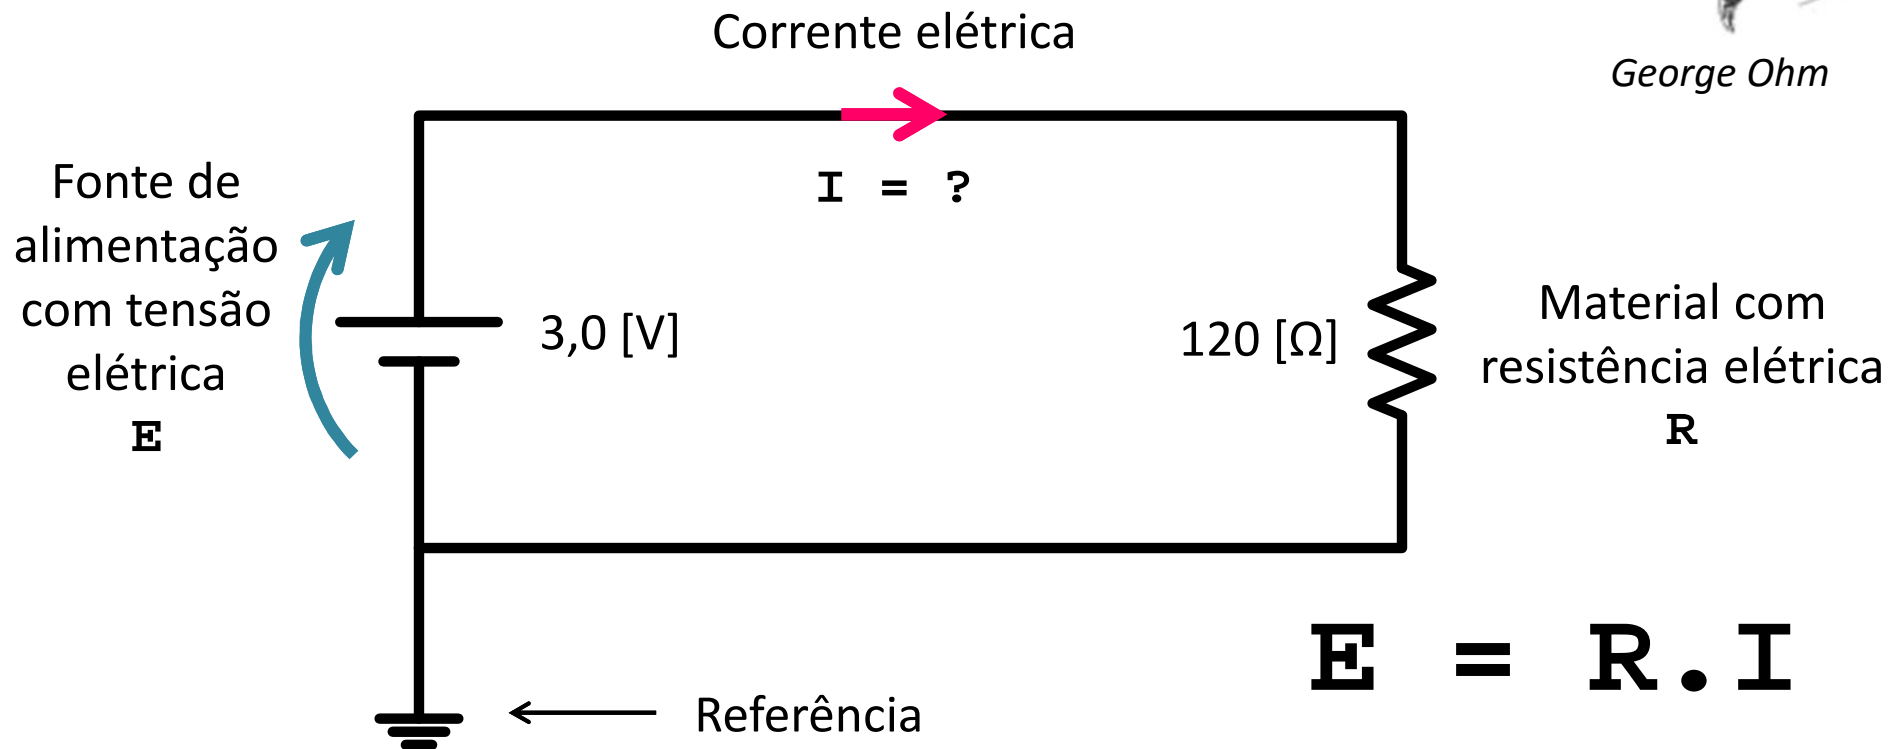 Corrente elétrica
George Ohm
I = ?
Fonte de
alimentação
com tensão
elétrica
E
3,0 [V]
120 [Ω]
Material com
resistência elétrica
R
E = R.I
Referência